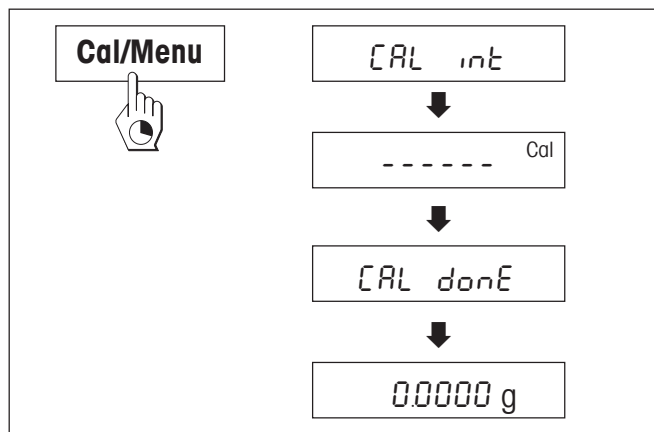 Cal/Menu
CAL int
------ Cal
CAL donE
0.0000 g